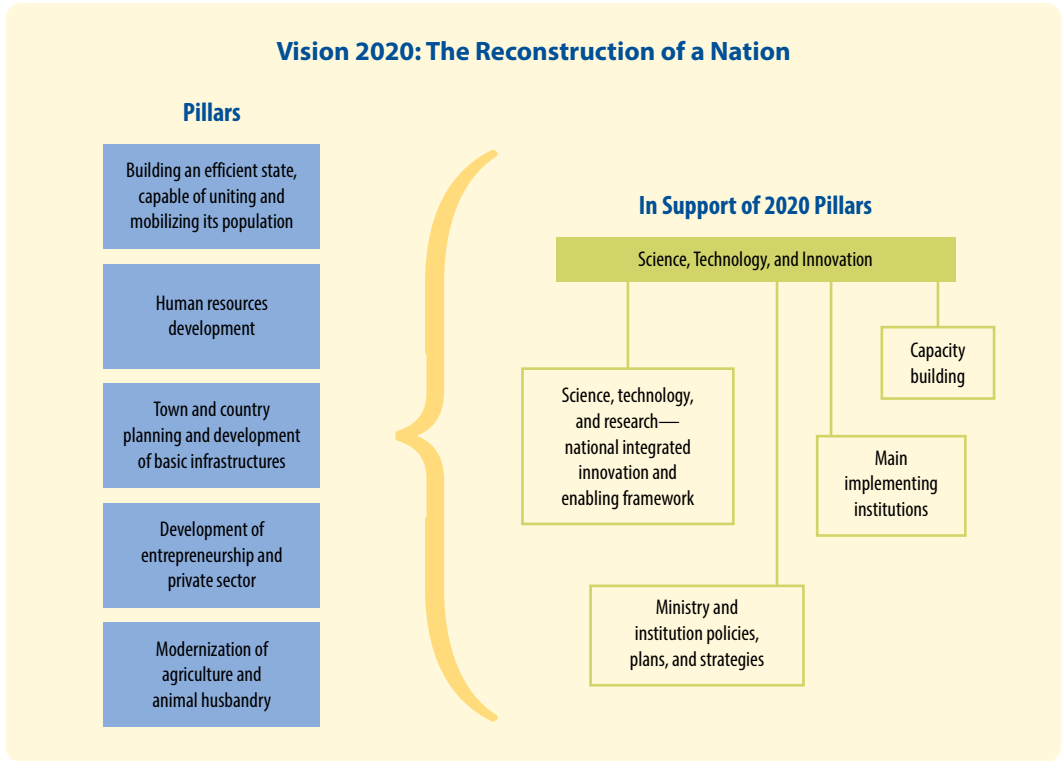 Vision 2020: The Reconstruction of a Nation
Pillars
Building an efficient state,
capable of uniting and
mobilizing its population
Human resources
development
Town and country
planning and development
of basic infrastructures
Development of
entrepreneurship and
private sector
Modernization of
agriculture and
animal husbandry
In Support of 2020 Pillars
Science, Technology, and Innovation
Science, technology,
and research—
national integrated
innovation and
enabling framework
Ministry and
institution policies,
plans, and strategies
Main
implementing
institutions
Capacity
building